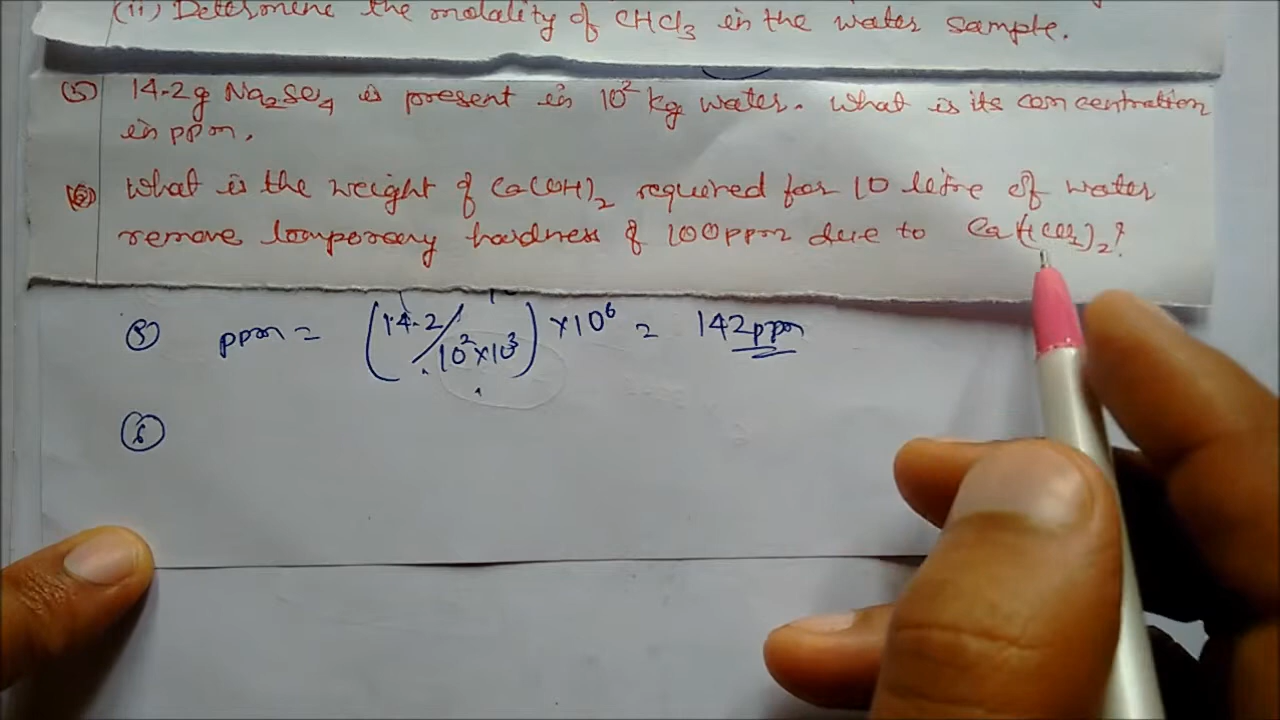 (ii) Determine the molality of CHCl3 in the water sample.
(5) 14.2g Na2SO4 is present in 10² kg water. What is its concentration
in ppm.
(6) What is the weight of Ca(OH)2 required for 10 litre of water
remove temporary hardness of 100ppm due to Ca(HCO3)2?
(5) ppm = (14.2/10²×10³) ×10⁶ = 142ppm
(6)